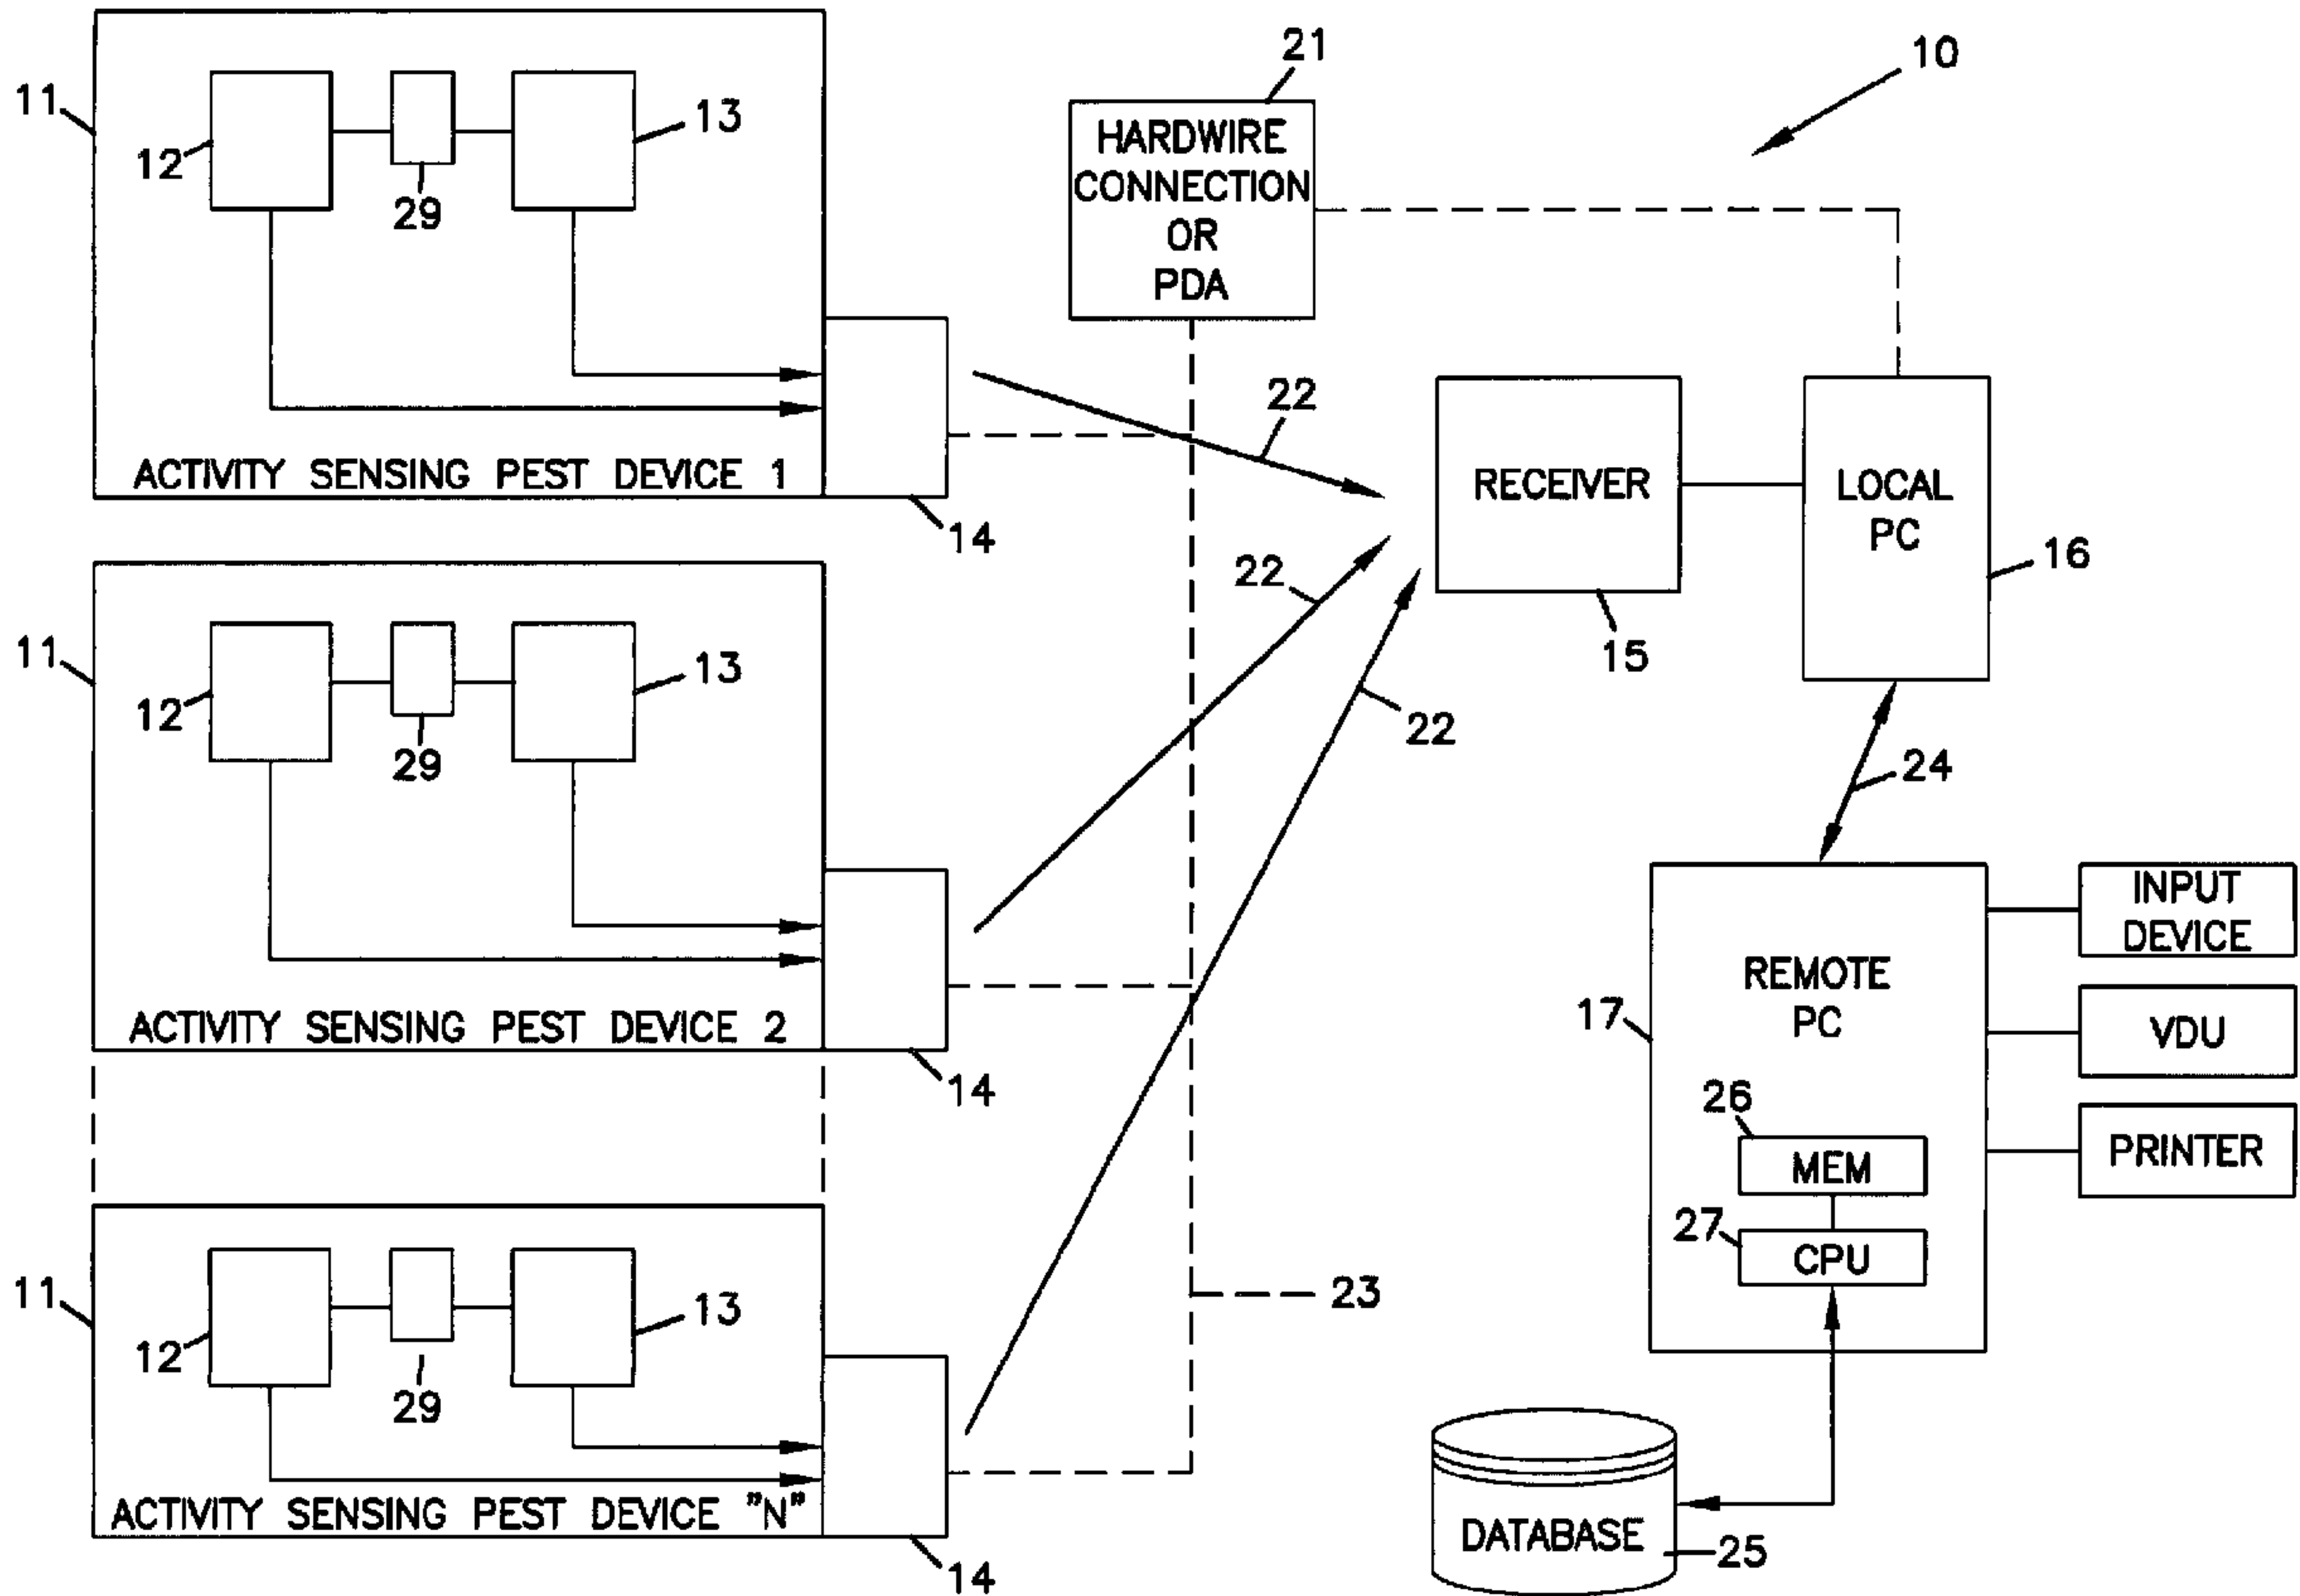 11
12
29
13
ACTIVITY SENSING PEST DEVICE 1
14
11
12
29
13
ACTIVITY SENSING PEST DEVICE 2
14
11
12
29
13
ACTIVITY SENSING PEST DEVICE "N"
14
21
HARDWIRE
CONNECTION
OR
PDA
10
22
22
22
23
RECEIVER
15
LOCAL
PC
16
24
REMOTE
PC
17
26
MEM
27
CPU
INPUT
DEVICE
VDU
PRINTER
DATABASE
25